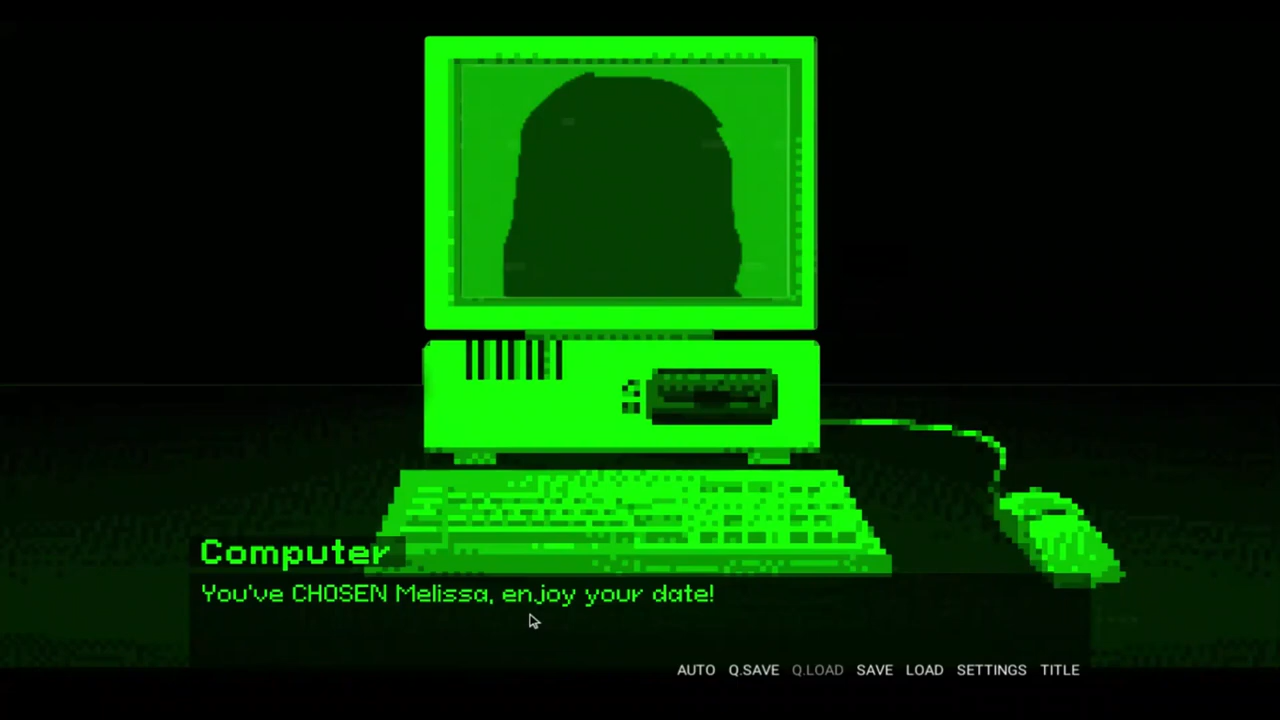 Computer
You've CHOSEN Melissa, enjoy your date!
AUTO Q.SAVE Q.LOAD SAVE LOAD SETTINGS TITLE